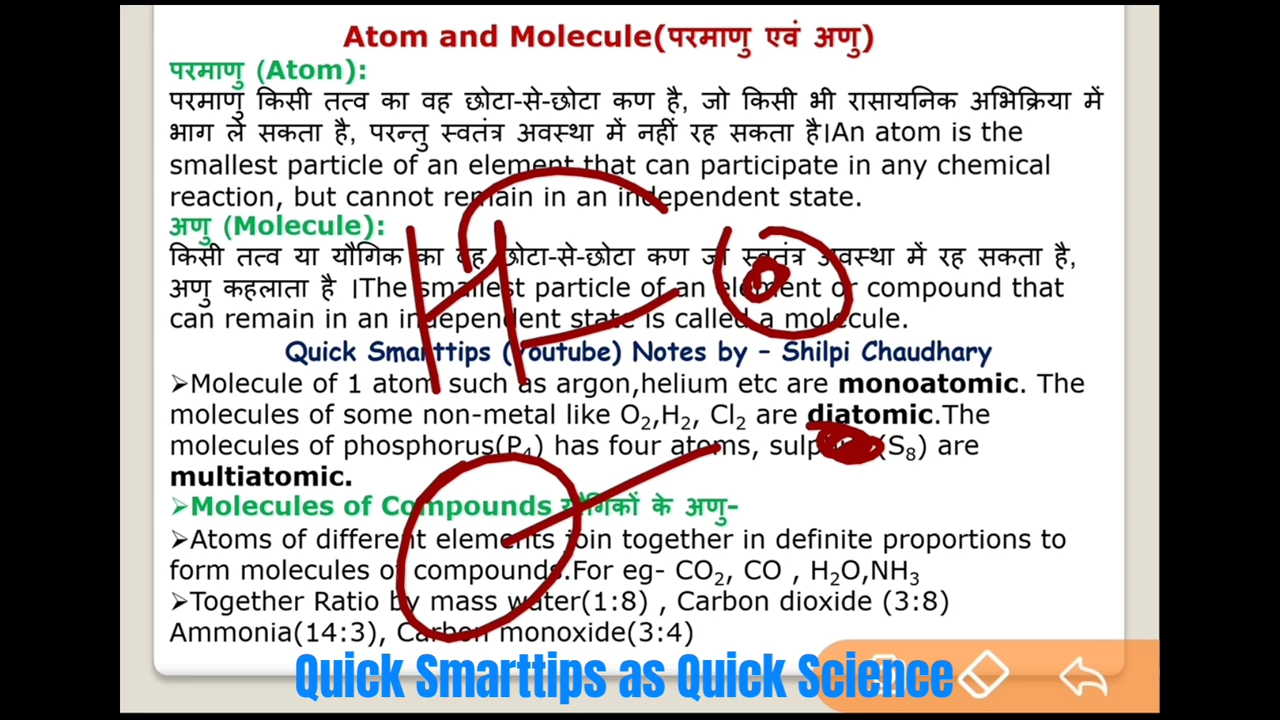 Atom and Molecule(परमाणु एवं अणु)
परमाणु (Atom):
परमाणु किसी तत्व का वह छोटा-से-छोटा कण है, जो किसी भी रासायनिक अभिक्रिया में
भाग ले सकता है, परन्तु स्वतंत्र अवस्था में नहीं रह सकता है।An atom is the
smallest particle of an element that can participate in any chemical
reaction, but cannot remain in an independent state.
अणु (Molecule):
किसी तत्व या यौगिक का वह छोटा-से-छोटा कण जो स्वतंत्र अवस्था में रह सकता है,
अणु कहलाता है ।The smallest particle of an element or compound that
can remain in an independent state is called a molecule.
Quick Smarttips (Youtube) Notes by – Shilpi Chaudhary
➢Molecule of 1 atom such as argon,helium etc are monoatomic. The
molecules of some non-metal like O₂,H₂, Cl₂ are diatomic.The
molecules of phosphorus(P₄) has four atoms, (S₈) are
multiatomic.
➢Molecules of Compounds यौगिकों के अणु-
➢Atoms of different elements join together in definite proportions to
form molecules of compounds.For eg- CO₂, CO , H₂O,NH₃
➢Together Ratio by mass water(1:8) , Carbon dioxide (3:8)
Ammonia(14:3), Carbon monoxide(3:4)
Quick Smarttips as Quick Science